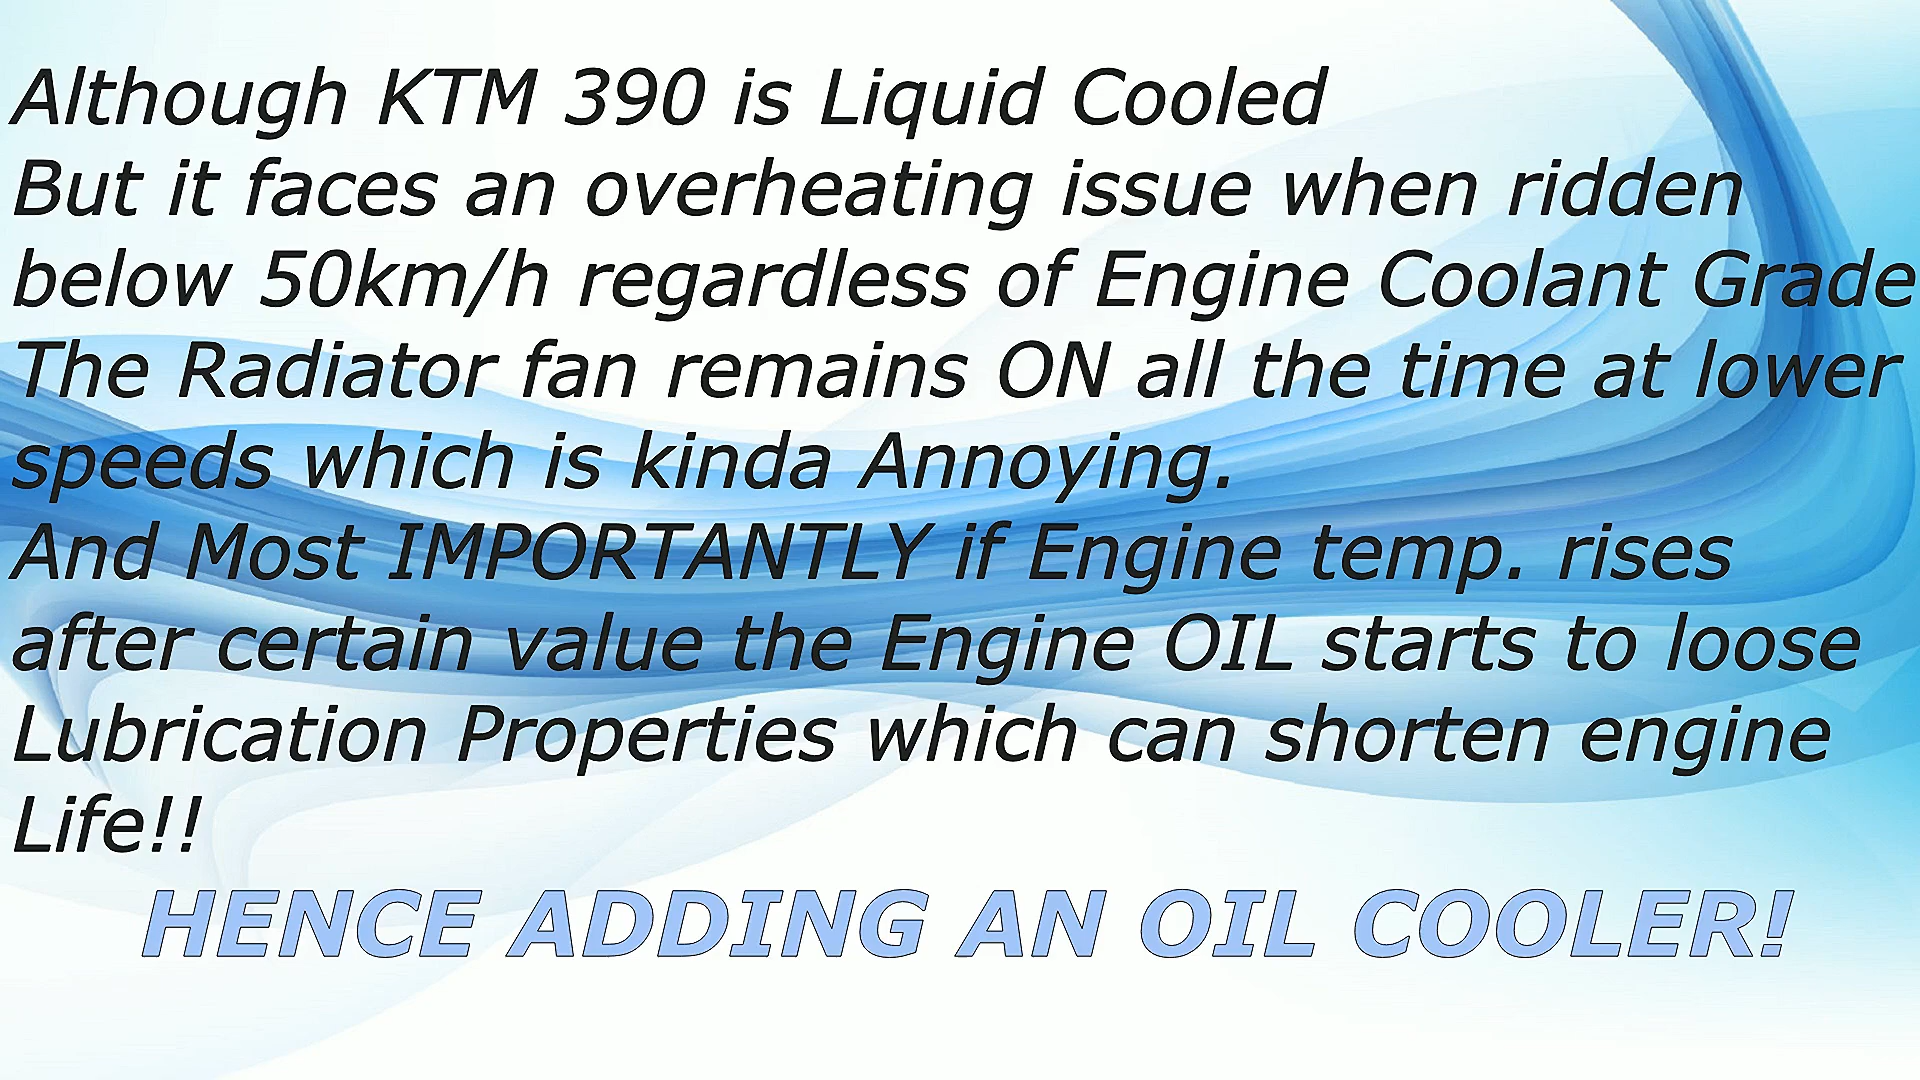 Although KTM 390 is Liquid Cooled
But it faces an overheating issue when ridden
below 50km/h regardless of Engine Coolant Grade
The Radiator fan remains ON all the time at lower
speeds which is kinda Annoying.
And Most IMPORTANTLY if Engine temp. rises
after certain value the Engine OIL starts to loose
Lubrication Properties which can shorten engine
Life!!
HENCE ADDING AN OIL COOLER!